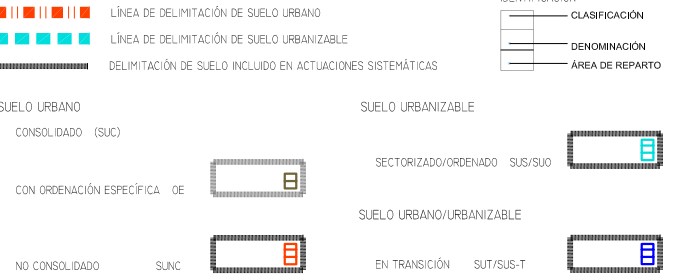 IDENTIFICACIÓN
LÍNEA DE DELIMITACIÓN DE SUELO URBANO
CLASIFICACIÓN
LÍNEA DE DELIMITACIÓN DE SUELO URBANIZABLE
DENOMINACIÓN
DELIMITACIÓN DE SUELO INCLUIDO EN ACTUACIONES SISTEMÁTICAS
ÁREA DE REPARTO
SUELO URBANO
SUELO URBANIZABLE
CONSOLIDADO (SUC)
SECTORIZADO/ORDENADO SUS/SUO
CON ORDENACIÓN ESPECÍFICA OE
SUELO URBANO/URBANIZABLE
NO CONSOLIDADO SUNC
EN TRANSICIÓN SUT/SUS-T